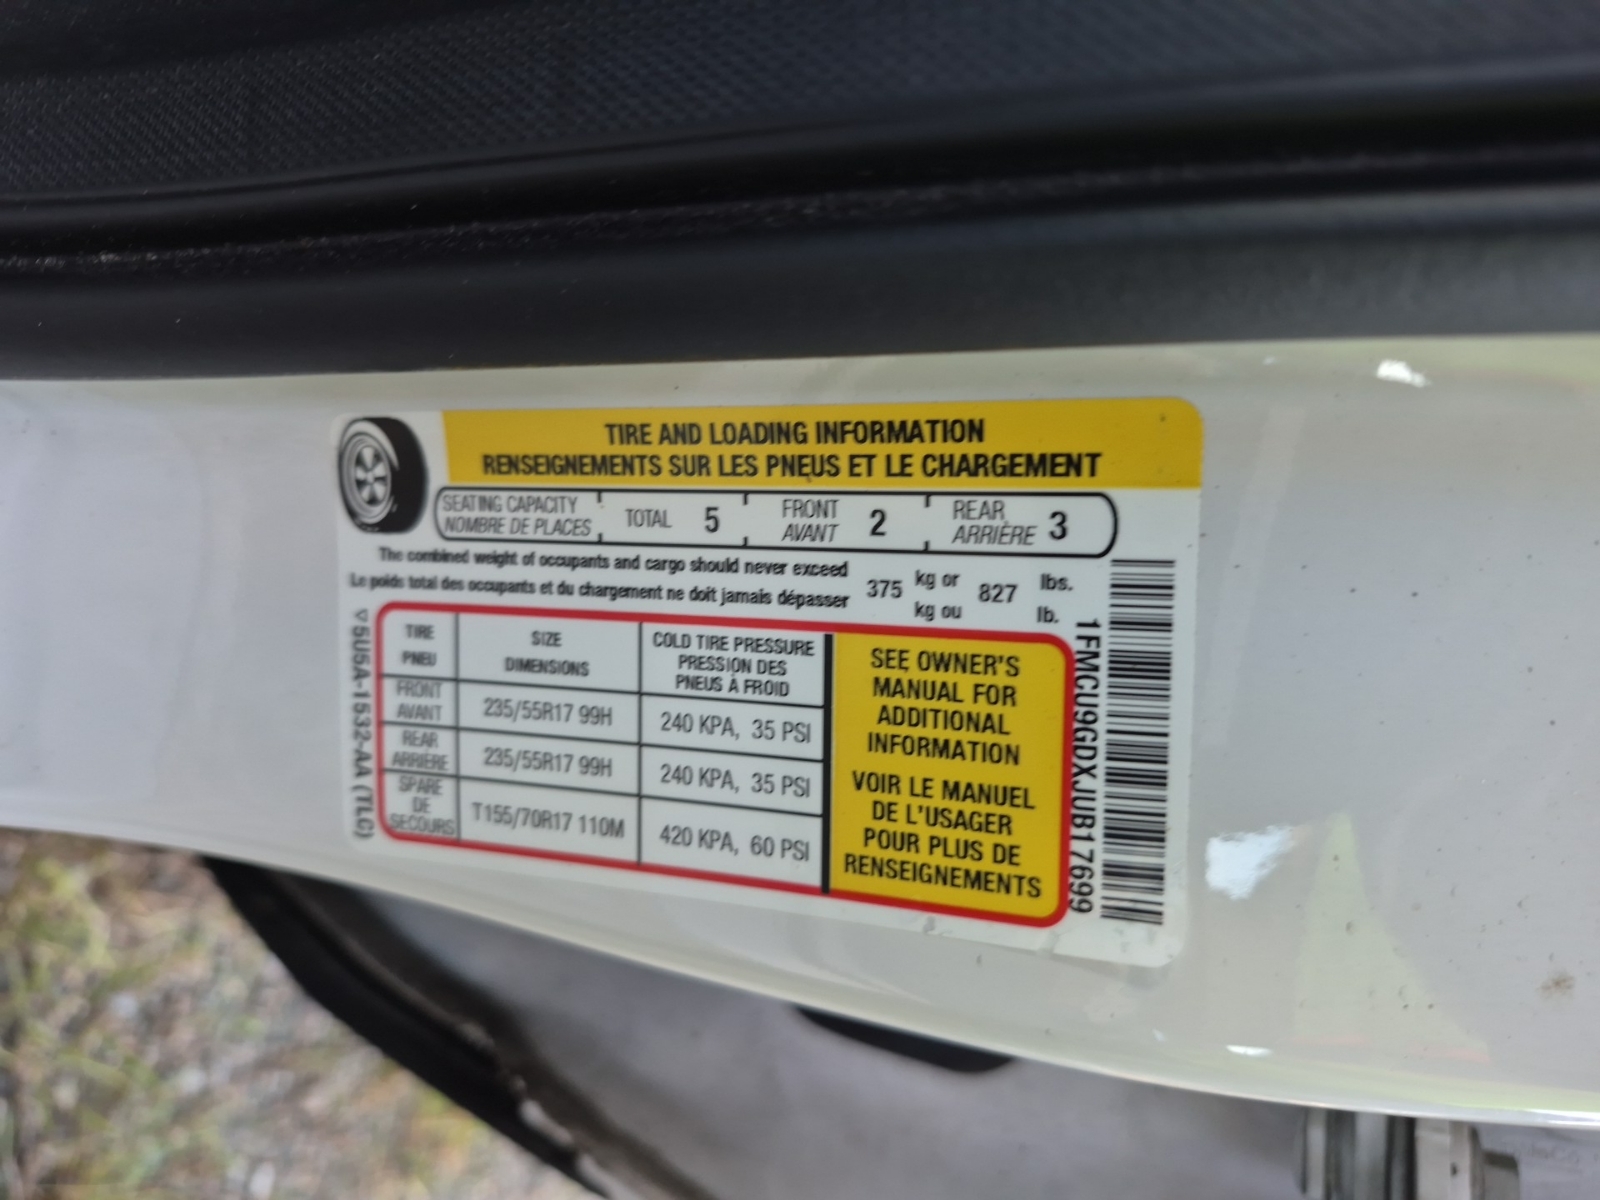 TIRE AND LOADING INFORMATION
RENSEIGNEMENTS SUR LES PNEUS ET LE CHARGEMENT
SEATING CAPACITY
NOMBRE DE PLACES
TOTAL 5
FRONT
AVANT 2
REAR
ARRIÈRE 3
The combined weight of occupants and cargo should never exceed
Le poids total des occupants et du chargement ne doit jamais dépasser
375 kg or 827 lbs.
kg ou lb.
TIRE
PNEU
SIZE
DIMENSIONS
COLD TIRE PRESSURE
PRESSION DES
PNEUS À FROID
FRONT
AVANT
235/55R17 99H
240 KPA, 35 PSI
REAR
ARRIÈRE
235/55R17 99H
240 KPA, 35 PSI
SPARE
DE
SECOURS
T155/70R17 110M
420 KPA, 60 PSI
SEE OWNER'S
MANUAL FOR
ADDITIONAL
INFORMATION
VOIR LE MANUEL
DE L'USAGER
POUR PLUS DE
RENSEIGNEMENTS
5U5A-1532-AA (TLC)
1FMCU9GDXJUB17699